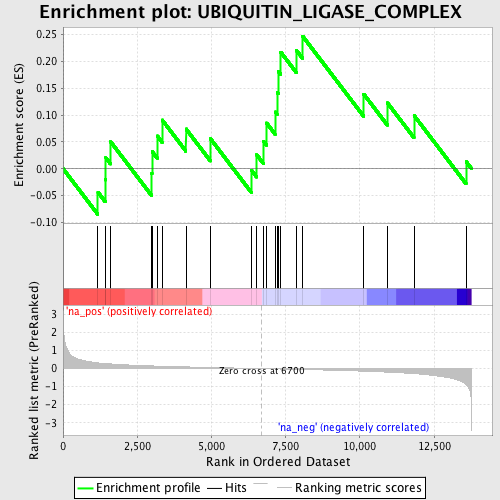 Enrichment plot: UBIQUITIN_LIGASE_COMPLEX
Enrichment score (ES)
0.25
0.20
0.15
0.10
0.05
0.00
-0.05
-0.10
'na_pos' (positively correlated)
Ranked list metric (PreRanked)
3
2
1
0
-1
-2
-3
Zero cross at 6700
'na_neg' (negatively correlated)
0
2,500
5,000
7,500
10,000
12,500
Rank in Ordered Dataset
Enrichment profile
Hits
Ranking metric scores